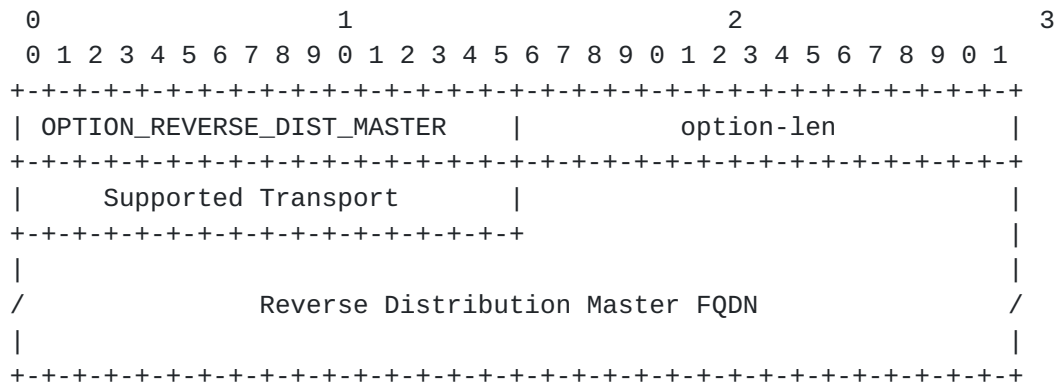 0                   1                   2                   3
 0 1 2 3 4 5 6 7 8 9 0 1 2 3 4 5 6 7 8 9 0 1 2 3 4 5 6 7 8 9 0 1
+-+-+-+-+-+-+-+-+-+-+-+-+-+-+-+-+-+-+-+-+-+-+-+-+-+-+-+-+-+-+-+-+
| OPTION_REVERSE_DIST_MASTER    |          option-len           |
+-+-+-+-+-+-+-+-+-+-+-+-+-+-+-+-+-+-+-+-+-+-+-+-+-+-+-+-+-+-+-+-+
|     Supported Transport       |                               |
+-+-+-+-+-+-+-+-+-+-+-+-+-+-+-+-+                               |
|                                                               |
/               Reverse Distribution Master FQDN                /
|                                                               |
+-+-+-+-+-+-+-+-+-+-+-+-+-+-+-+-+-+-+-+-+-+-+-+-+-+-+-+-+-+-+-+-+